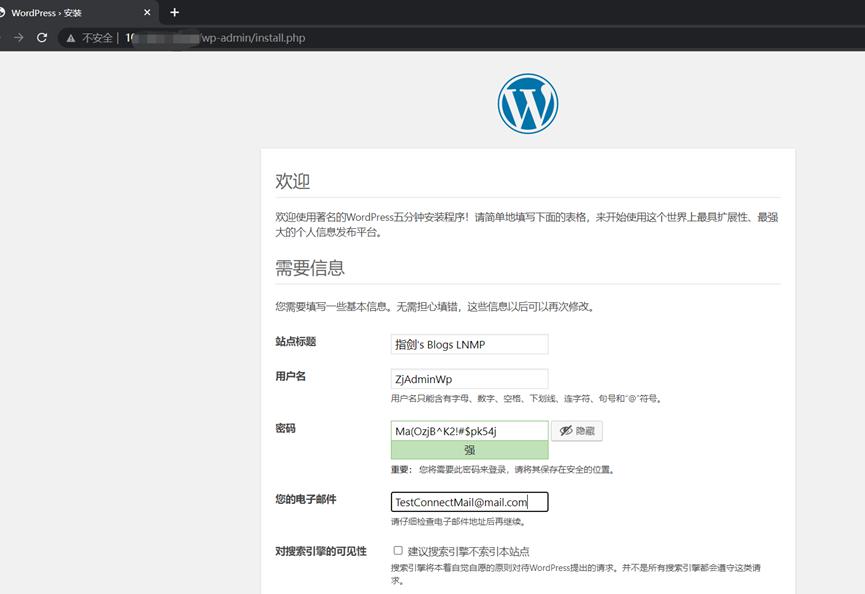 WordPress › 安装
不安全 | 10 wp-admin/install.php
欢迎
欢迎使用著名的WordPress五分钟安装程序！请简单地填写下面的表格，来开始使用这个世界上最具扩展性、最强
大的个人信息发布平台。
需要信息
您需要填写一些基本信息。无需担心填错，这些信息以后可以再次修改。
站点标题 指剑's Blogs LNMP
用户名 ZjAdminWp
用户名只能含有字母、数字、空格、下划线、连字符、句号和“@”符号。
密码 Ma(OzjB^K2!#$pk54j 隐藏
强
重要： 您将需要此密码来登录，请将其保存在安全的位置。
您的电子邮件 TestConnectMail@mail.com
请仔细检查电子邮件地址后再继续。
对搜索引擎的可见性 建议搜索引擎不索引本站点
搜索引擎将本着自觉自愿的原则对待WordPress提出的请求。并不是所有搜索引擎都会遵守这类请
求。